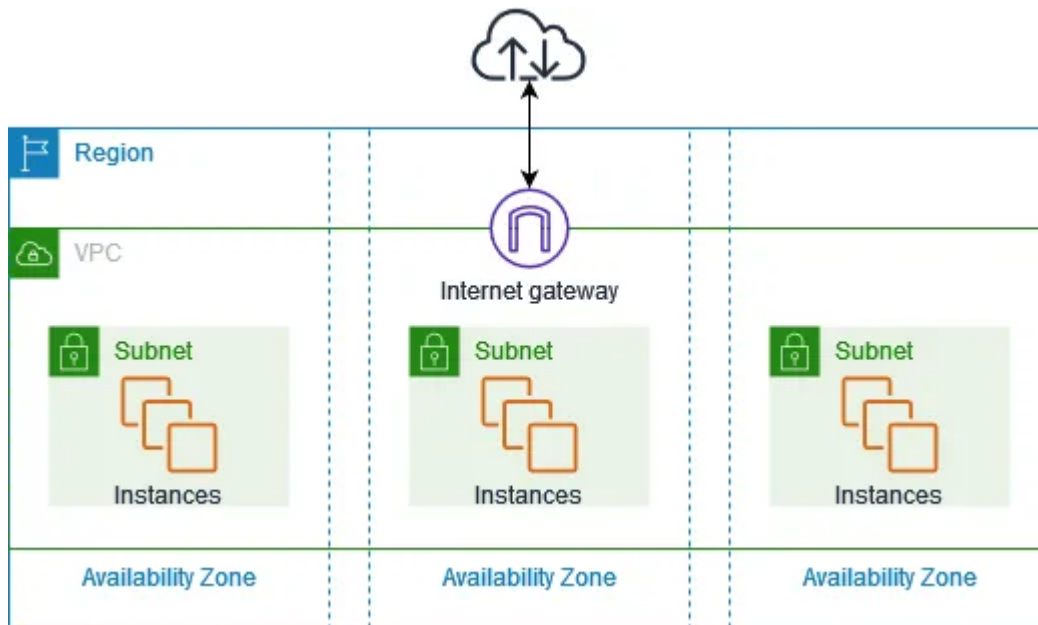 Region
VPC
Internet gateway
Subnet
Subnet
Subnet
Instances
Instances
Instances
Availability Zone
Availability Zone
Availability Zone